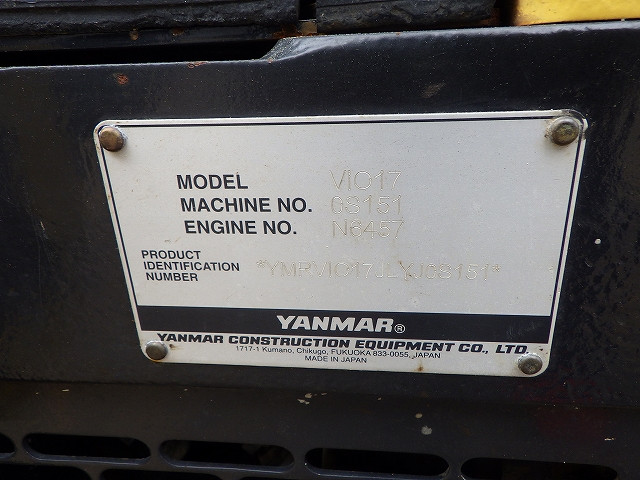 MODEL ViO17
MACHINE NO. 0S151
ENGINE NO. N6457
PRODUCT
IDENTIFICATION
NUMBER
YANMAR®
YANMAR CONSTRUCTION EQUIPMENT CO., LTD.
1717-1 Kumano, Chikugo, FUKUOKA 833-0055, JAPAN
MADE IN JAPAN